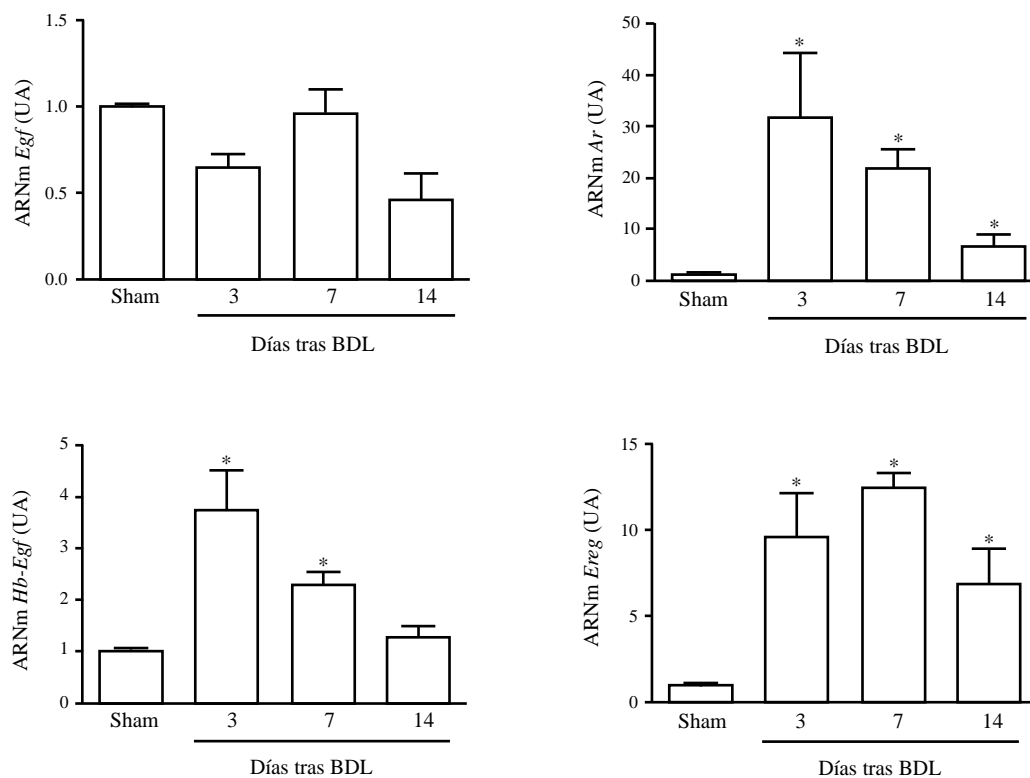 ARNm Egf (UA)
1.5
1.0
0.5
0.0
Sham 3 7 14
Días tras BDL
ARNm Ar (UA)
50
40
30
20
10
0
* * *
Sham 3 7 14
Días tras BDL
ARNm Hb-Egf (UA)
5
4
3
2
1
0
* *
Sham 3 7 14
Días tras BDL
ARNm Ereg (UA)
15
10
5
0
* * *
Sham 3 7 14
Días tras BDL